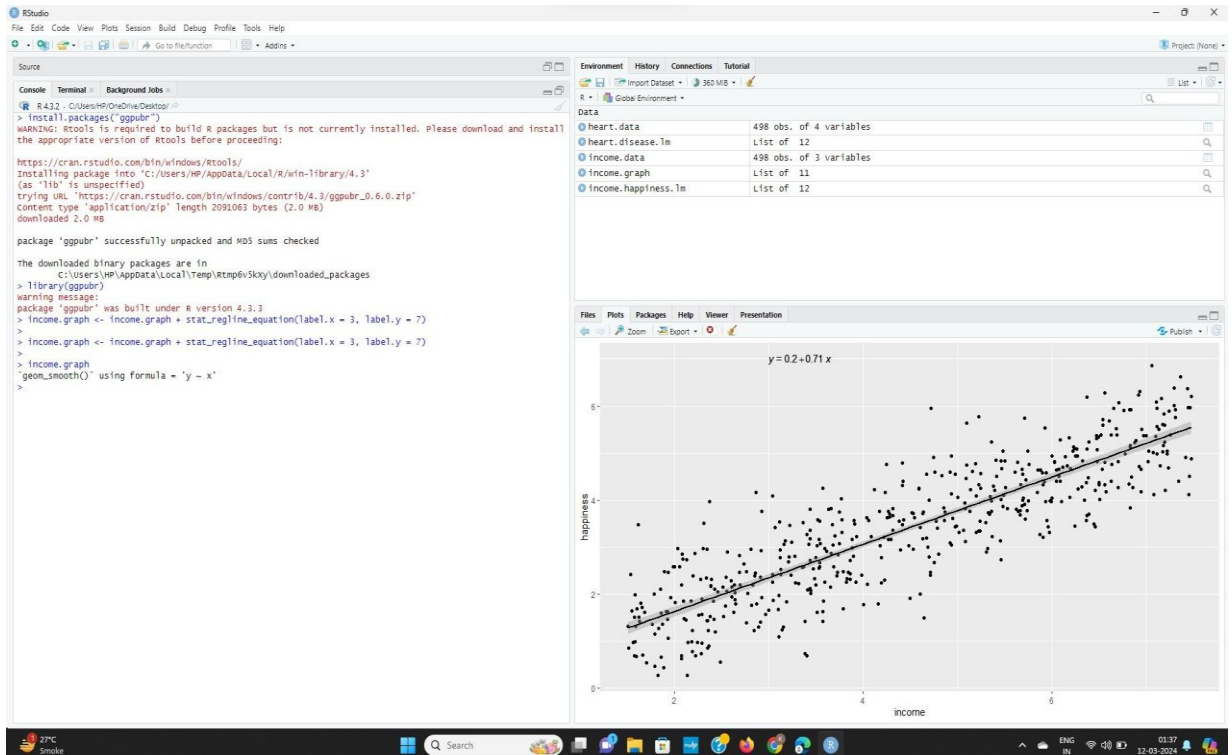 RStudio
File Edit Code View Plots Session Build Debug Profile Tools Help
Go to file/function Addins Project: (None)
Source
Console Terminal Background Jobs
R 4.3.2 · C:/Users/HP/OneDrive/Desktop/
> install.packages("ggpubr")
WARNING: Rtools is required to build R packages but is not currently installed. Please download and install
the appropriate version of Rtools before proceeding:
https://cran.rstudio.com/bin/windows/Rtools/
Installing package into 'C:/Users/HP/AppData/Local/R/win-library/4.3'
(as 'lib' is unspecified)
trying URL 'https://cran.rstudio.com/bin/windows/contrib/4.3/ggpubr_0.6.0.zip'
Content type 'application/zip' length 2091063 bytes (2.0 MB)
downloaded 2.0 MB
package 'ggpubr' successfully unpacked and MD5 sums checked
The downloaded binary packages are in
C:\Users\HP\AppData\Local\Temp\Rtmp6v5kXy\downloaded_packages
> library(ggpubr)
Warning message:
package 'ggpubr' was built under R version 4.3.3
> income.graph <- income.graph + stat_regline_equation(label.x = 3, label.y = 7)
>
> income.graph <- income.graph + stat_regline_equation(label.x = 3, label.y = 7)
>
> income.graph
`geom_smooth()` using formula = 'y ~ x'
>
Environment History Connections Tutorial
Import Dataset 360 MiB List
R Global Environment
Data
heart.data 498 obs. of 4 variables
heart.disease.lm List of 12
income.data 498 obs. of 3 variables
income.graph List of 11
income.happiness.lm List of 12
Files Plots Packages Help Viewer Presentation
Zoom Export Publish
y = 0.2+0.71 x
6
4
2
0
happiness
2 4 6
income
1
27°C
Smoke
Search
ENG
IN
01:37
12-03-2024